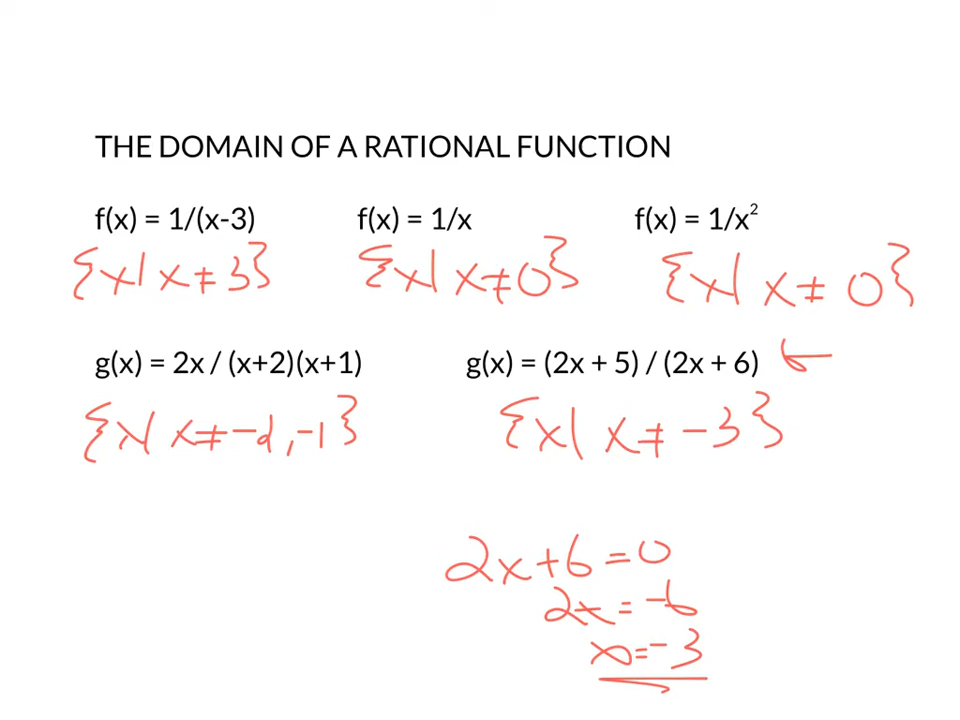 THE DOMAIN OF A RATIONAL FUNCTION
f(x) = 1/(x-3) f(x) = 1/x f(x) = 1/x²
{x| x ≠ 3} {x| x ≠ 0} {x| x ≠ 0}
g(x) = 2x / (x+2)(x+1) g(x) = (2x + 5) / (2x + 6) ←
{x| x ≠ -2, -1} {x| x ≠ -3}
2x+6=0
2x=-6
x=-3